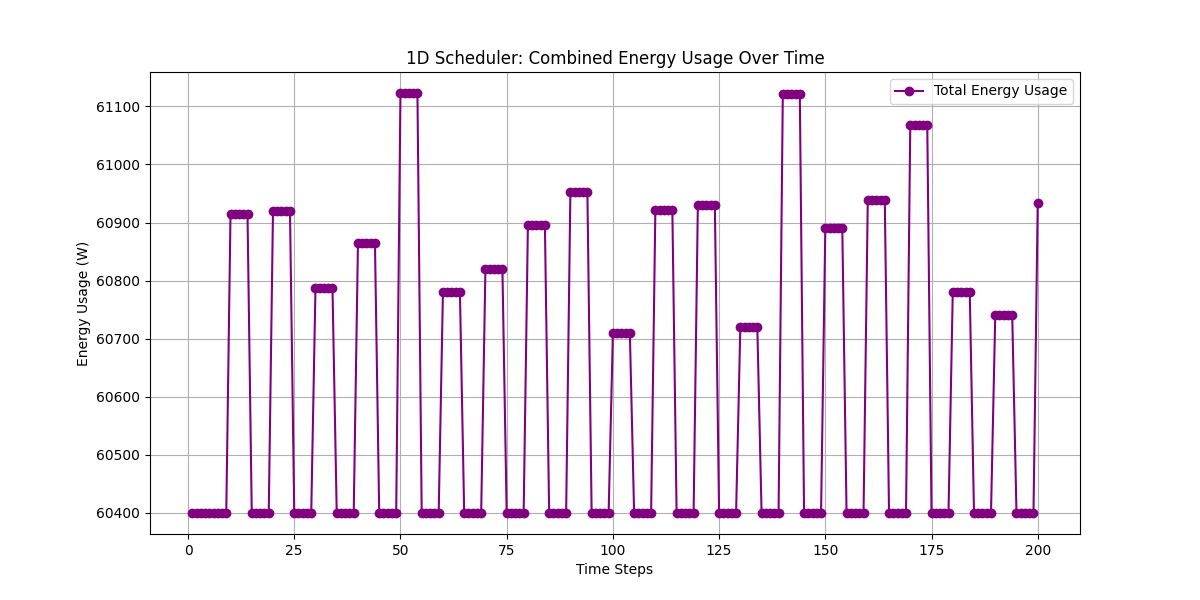 1D Scheduler: Combined Energy Usage Over Time
Total Energy Usage
Energy Usage (W)
61100
61000
60900
60800
60700
60600
60500
60400
0 25 50 75 100 125 150 175 200
Time Steps